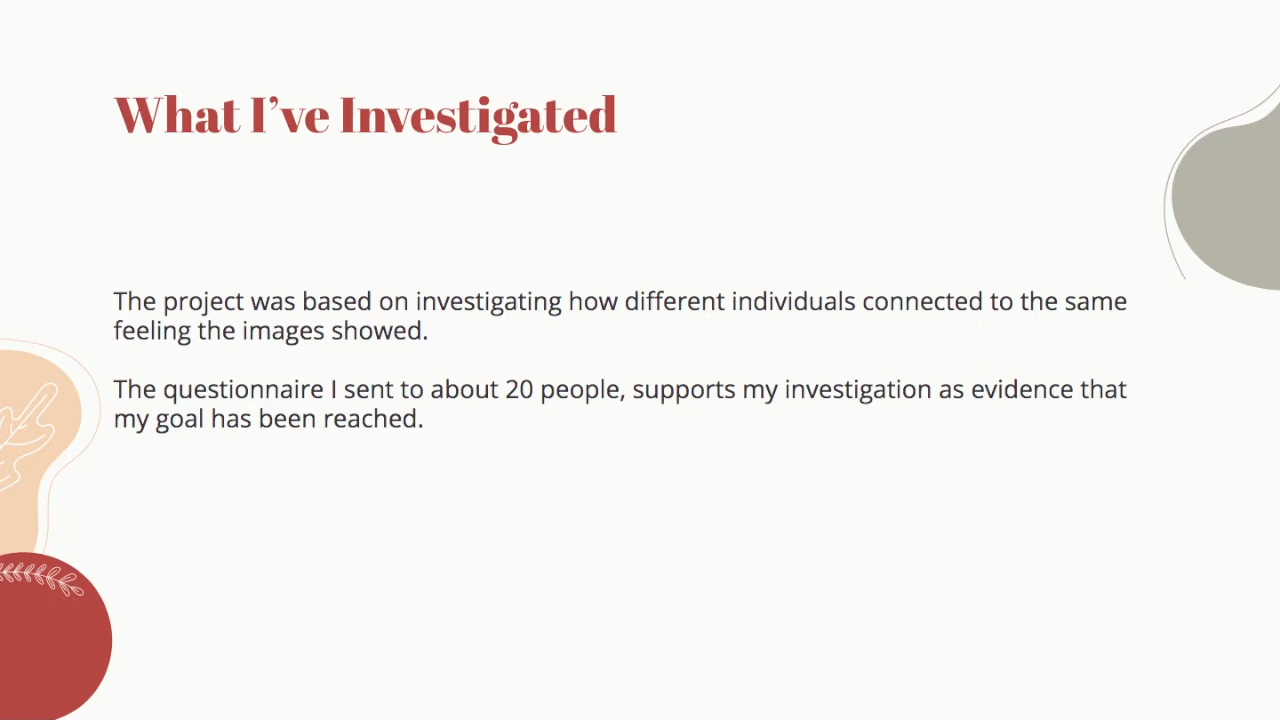 What I’ve Investigated
The project was based on investigating how different individuals connected to the same
feeling the images showed.
The questionnaire I sent to about 20 people, supports my investigation as evidence that
my goal has been reached.